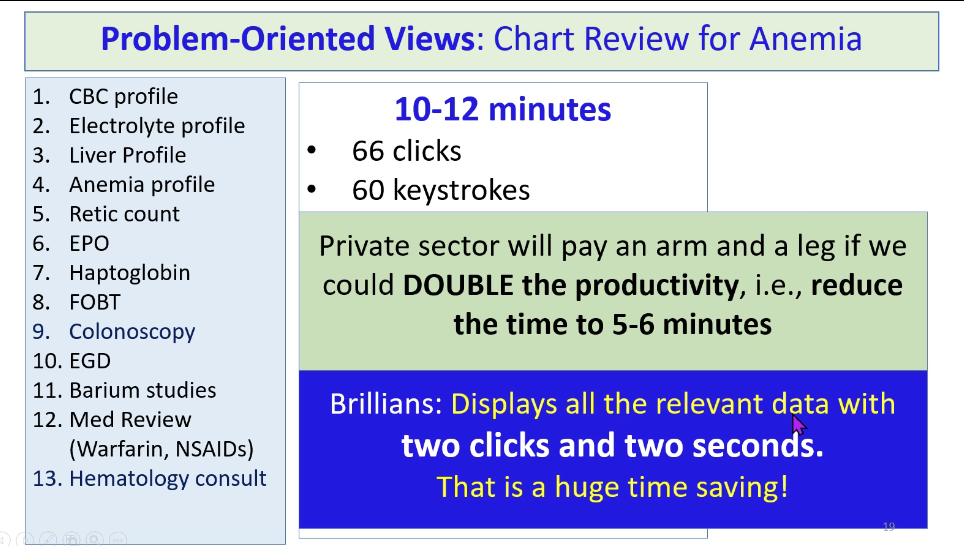 Problem-Oriented Views: Chart Review for Anemia
1. CBC profile
2. Electrolyte profile
3. Liver Profile
4. Anemia profile
5. Retic count
6. EPO
7. Haptoglobin
8. FOBT
9. Colonoscopy
10. EGD
11. Barium studies
12. Med Review
(Warfarin, NSAIDs)
13. Hematology consult
10-12 minutes
• 66 clicks
• 60 keystrokes
Private sector will pay an arm and a leg if we
could DOUBLE the productivity, i.e., reduce
the time to 5-6 minutes
Brillians: Displays all the relevant data with
two clicks and two seconds.
That is a huge time saving!
19